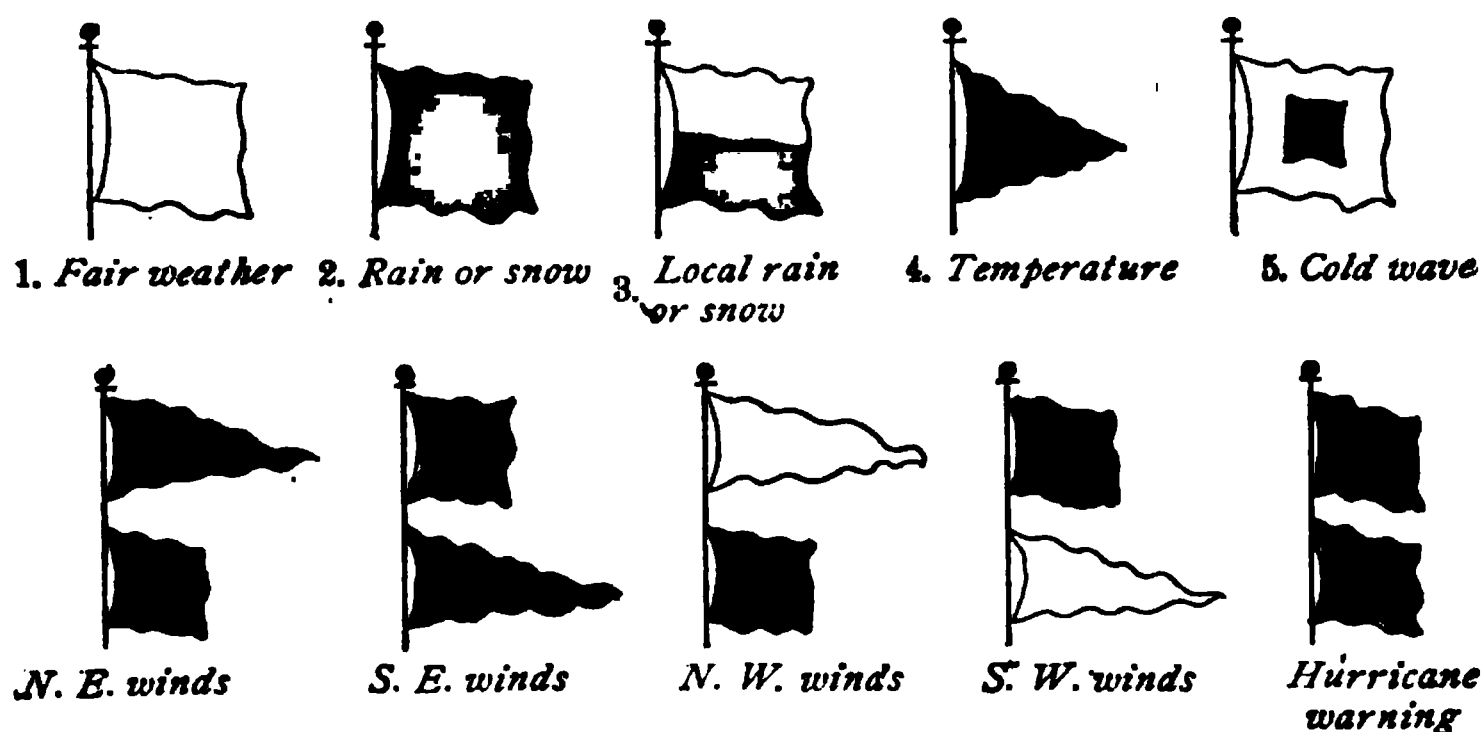 1. Fair weather
2. Rain or snow
3. Local rain
or snow
4. Temperature
5. Cold wave
N. E. winds
S. E. winds
N. W. winds
S. W. winds
Hurricane
warning